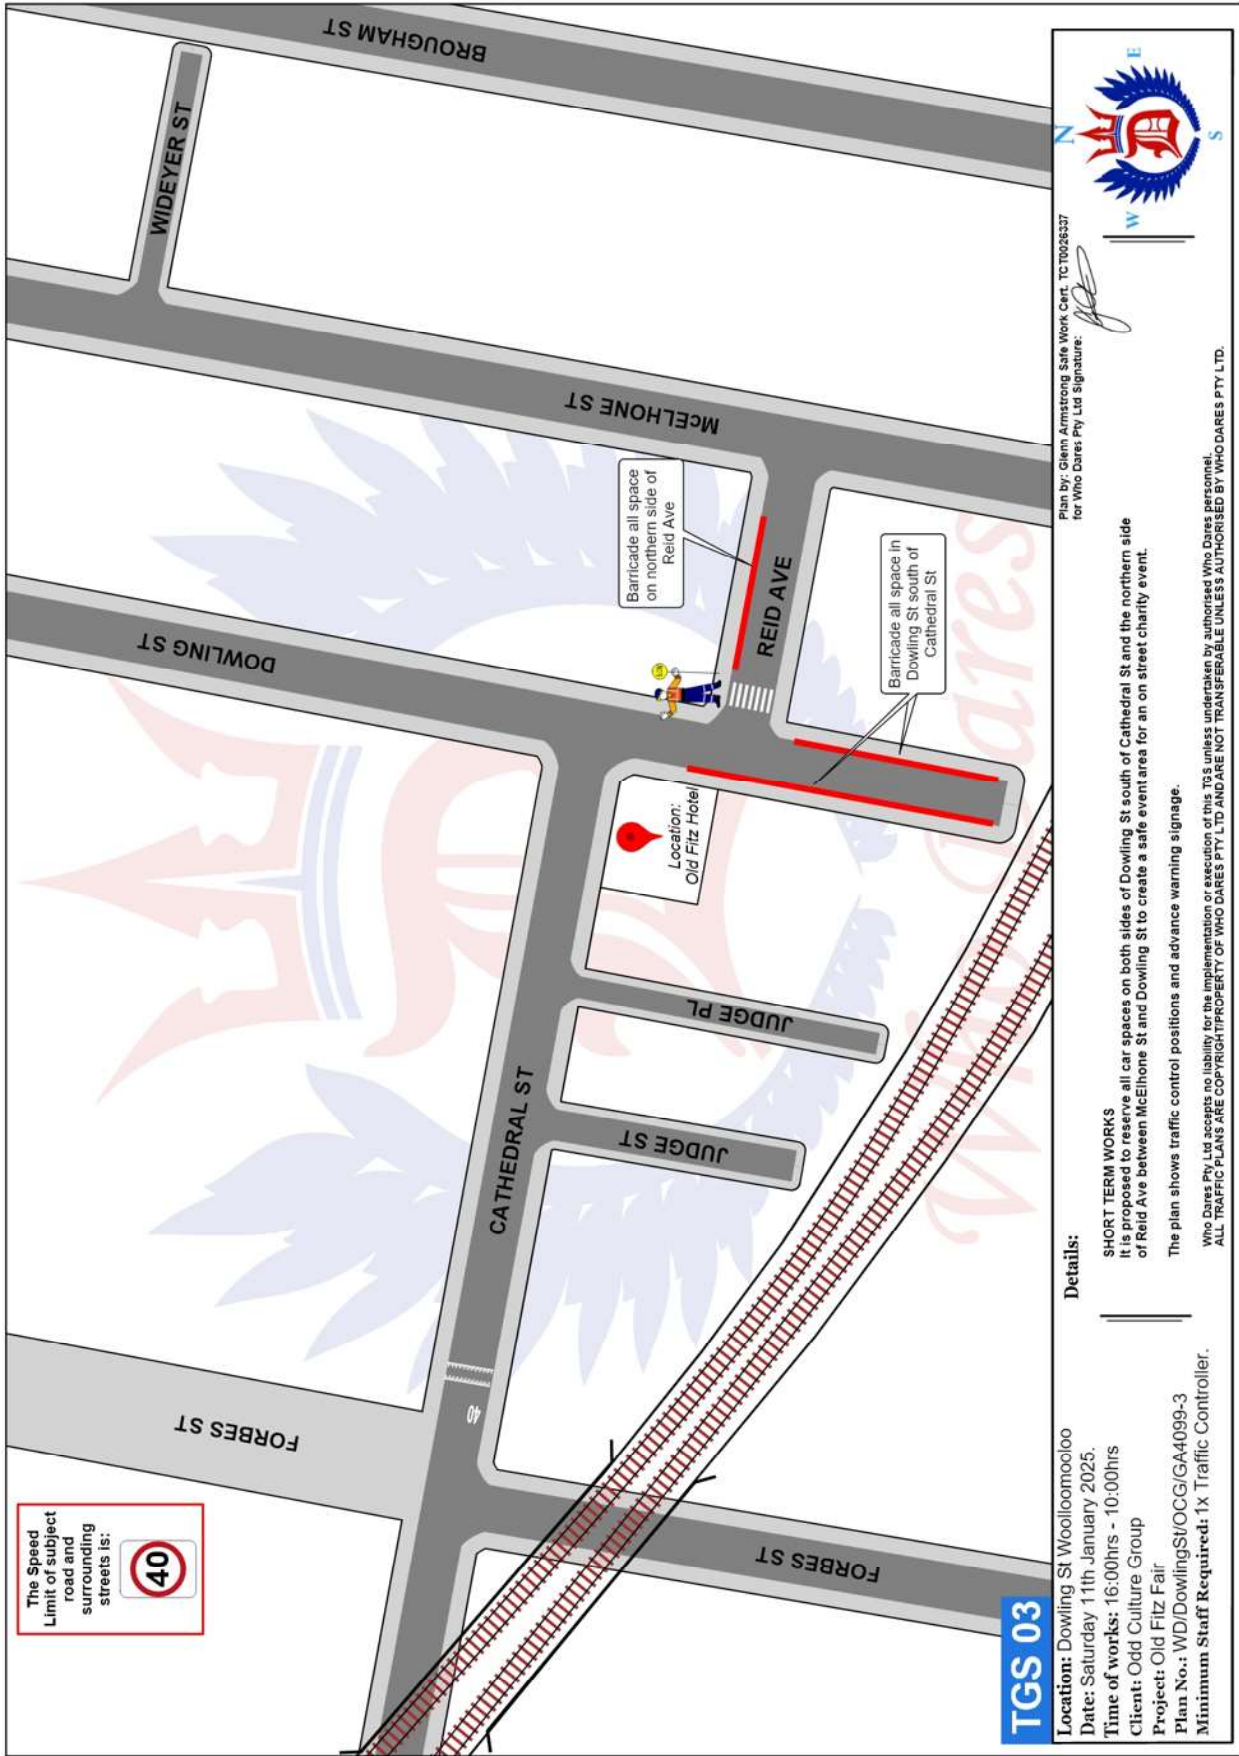 The Speed
Limit of subject
road and
surrounding
streets is:
40
FORBES ST
FORBES ST
40
CATHEDRAL ST
JUDGE ST
JUDGE PL
Location:
Old Fitz Hotel
DOWLING ST
Barricade all space
on northern side of
Reid Ave
REID AVE
Barricade all space in
Dowling St south of
Cathedral St
McELHONE ST
WIDEYER ST
BROUGHAM ST
Who Dares
TGS 03
Location: Dowling St Woolloomooloo
Date: Saturday 11th January 2025.
Time of works: 16:00hrs - 10:00hrs
Client: Odd Culture Group
Project: Old Fitz Fair
Plan No.: WD/DowlingSt/OCG/GA4099-3
Minimum Staff Required: 1x Traffic Controller.
Details:
SHORT TERM WORKS
It is proposed to reserve all car spaces on both sides of Dowling St south of Cathedral St and the northern side
of Reid Ave between McElhone St and Dowling St to create a safe event area for an on street charity event.
The plan shows traffic control positions and advance warning signage.
Who Dares Pty Ltd accepts no liability for the implementation or execution of this TGS unless undertaken by authorised Who Dares personnel.
ALL TRAFFIC PLANS ARE COPYRIGHT/PROPERTY OF WHO DARES PTY LTD AND ARE NOT TRANSFERABLE UNLESS AUTHORISED BY WHO DARES PTY LTD.
Plan by: Glenn Armstrong Safe Work Cert. TCT0026337
for Who Dares Pty Ltd Signature:
N
W
E
S
D